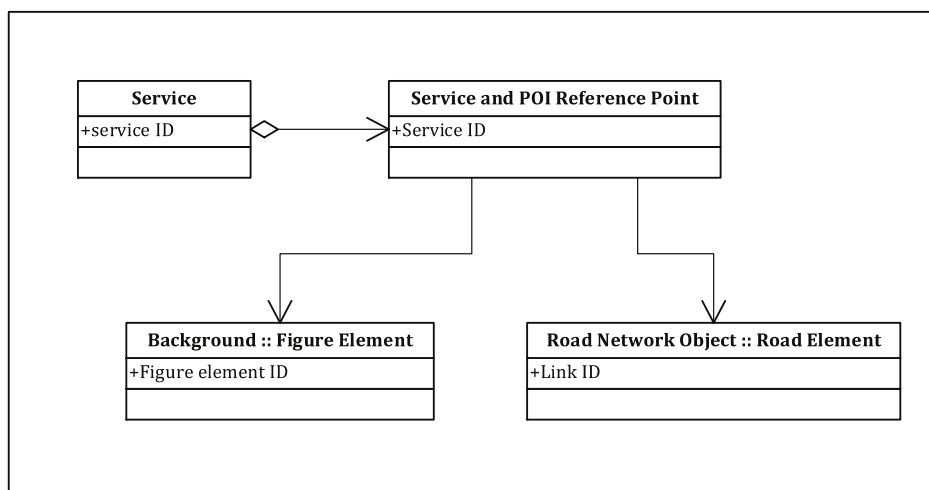 Service
+service ID
Service and POI Reference Point
+Service ID
Background :: Figure Element
+Figure element ID
Road Network Object :: Road Element
+Link ID